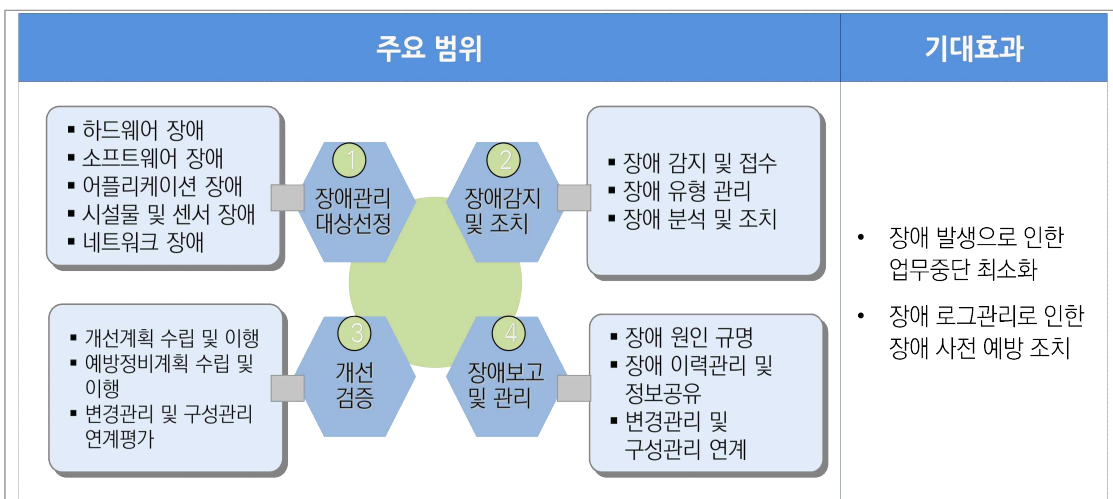 주요 범위
기대효과
▪ 하드웨어 장애
▪ 소프트웨어 장애
▪ 어플리케이션 장애
▪ 시설물 및 센서 장애
▪ 네트워크 장애
1
장애관리
대상선정
2
장애감지
및 조치
▪ 장애 감지 및 접수
▪ 장애 유형 관리
▪ 장애 분석 및 조치
▪ 개선계획 수립 및 이행
▪ 예방정비계획 수립 및
이행
▪ 변경관리 및 구성관리
연계평가
3
개선
검증
4
장애보고
및 관리
▪ 장애 원인 규명
▪ 장애 이력관리 및
정보공유
▪ 변경관리 및
구성관리 연계
• 장애 발생으로 인한
업무중단 최소화
• 장애 로그관리로 인한
장애 사전 예방 조치